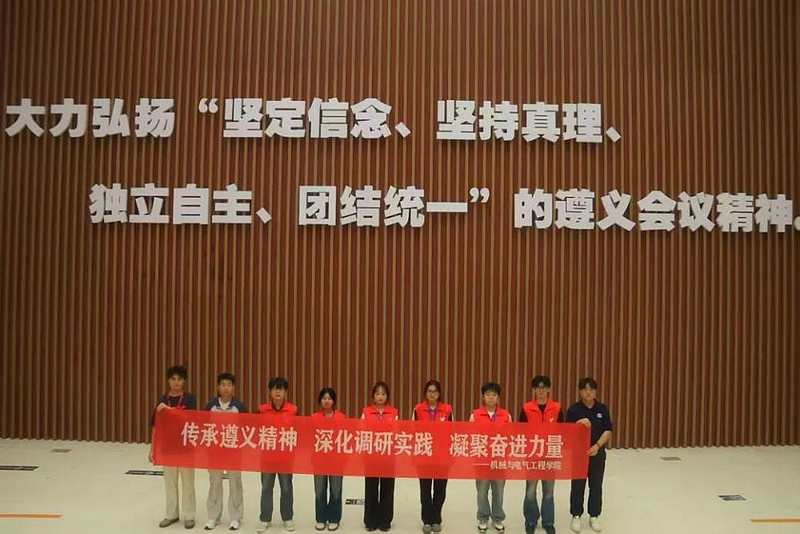 大力弘扬“坚定信念、坚持真理、
独立自主、团结统一”的遵义会议精神。
传承遵义精神 深化调研实践 凝聚奋进力量
——机械与电气工程学院